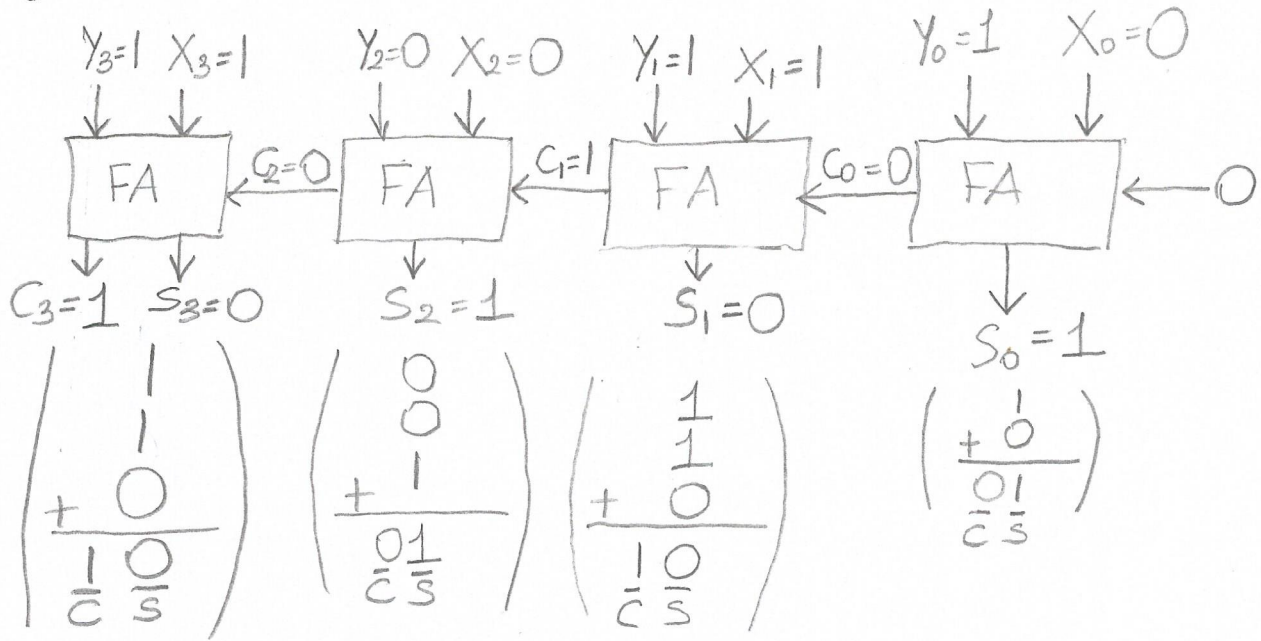 Y3=1 X3=1 Y2=0 X2=0 Y1=1 X1=1 Y0=1 X0=0
FA C2=0 FA C1=1 FA C0=0 FA 0
C3=1 S3=0 S2=1 S1=0 S0=1
1
1
+ 0
1 0
C S
0
0
+ 1
0 1
C S
1
1
+ 0
1 0
C S
1
+ 0
0 1
C S